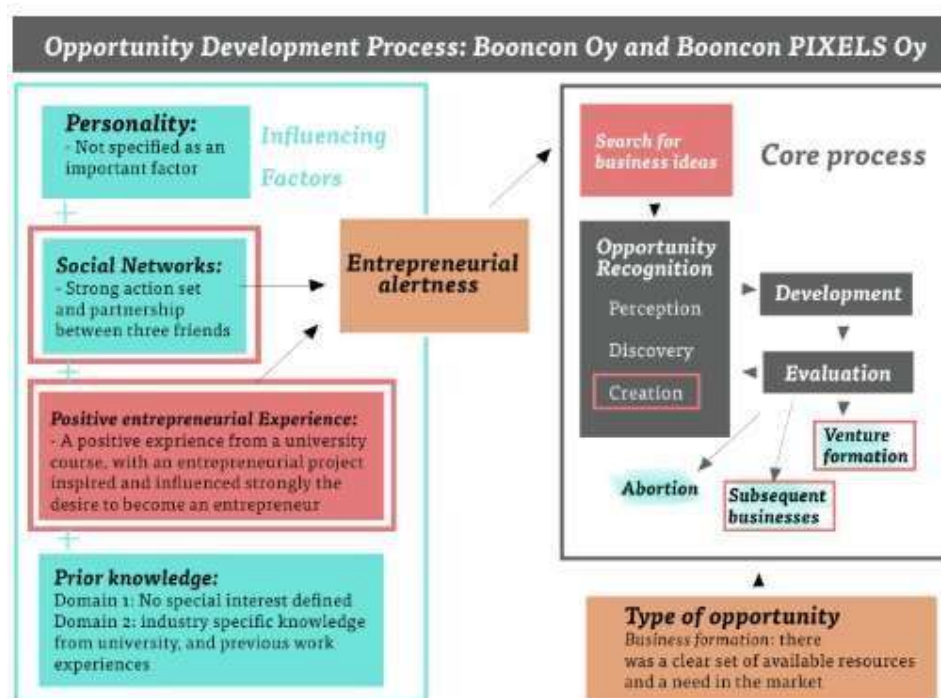 Opportunity Development Process: Booncon Oy and Booncon PIXELS Oy
Personality:
- Not specified as an
important factor
Influencing
Factors
Social Networks:
- Strong action set
and partnership
between three friends
Positive entrepreneurial Experience:
- A positive exprience from a university
course, with an entrepreneurial project
inspired and influenced strongly the
desire to become an entrepreneur
Prior knowledge:
Domain 1: No special interest defined
Domain 2: industry specific knowledge
from university, and previous work
experiences
Entrepreneurial
alertness
Search for
business ideas
Core process
Opportunity
Recognition
Perception
Discovery
Creation
Development
Evaluation
Venture
formation
Abortion
Subsequent
businesses
Type of opportunity
Business formation: there
was a clear set of available resources
and a need in the market